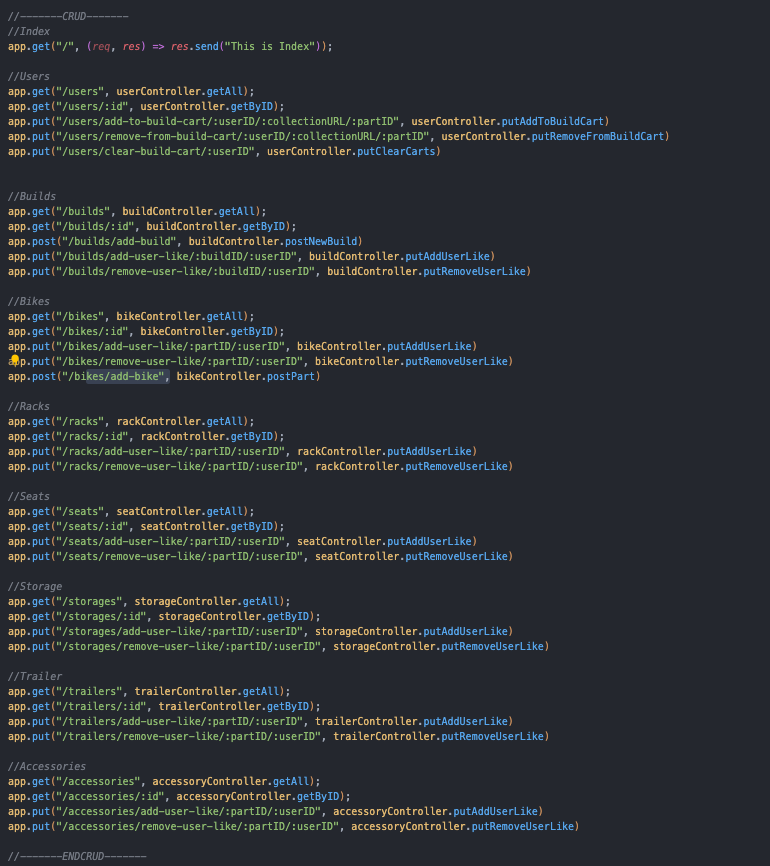 //-------CRUD-------
//Index
app.get("/", (req, res) => res.send("This is Index"));
//Users
app.get("/users", userController.getAll);
app.get("/users/:id", userController.getByID);
app.put("/users/add-to-build-cart/:userID/:collectionURL/:partID", userController.putAddToBuildCart)
app.put("/users/remove-from-build-cart/:userID/:collectionURL/:partID", userController.putRemoveFromBuildCart)
app.put("/users/clear-build-cart/:userID", userController.putClearCarts)
//Builds
app.get("/builds", buildController.getAll);
app.get("/builds/:id", buildController.getByID);
app.post("/builds/add-build", buildController.postNewBuild)
app.put("/builds/add-user-like/:buildID/:userID", buildController.putAddUserLike)
app.put("/builds/remove-user-like/:buildID/:userID", buildController.putRemoveUserLike)
//Bikes
app.get("/bikes", bikeController.getAll);
app.get("/bikes/:id", bikeController.getByID);
app.put("/bikes/add-user-like/:partID/:userID", bikeController.putAddUserLike)
app.put("/bikes/remove-user-like/:partID/:userID", bikeController.putRemoveUserLike)
app.post("/bikes/add-bike", bikeController.postPart)
//Racks
app.get("/racks", rackController.getAll);
app.get("/racks/:id", rackController.getByID);
app.put("/racks/add-user-like/:partID/:userID", rackController.putAddUserLike)
app.put("/racks/remove-user-like/:partID/:userID", rackController.putRemoveUserLike)
//Seats
app.get("/seats", seatController.getAll);
app.get("/seats/:id", seatController.getByID);
app.put("/seats/add-user-like/:partID/:userID", seatController.putAddUserLike)
app.put("/seats/remove-user-like/:partID/:userID", seatController.putRemoveUserLike)
//Storage
app.get("/storages", storageController.getAll);
app.get("/storages/:id", storageController.getByID);
app.put("/storages/add-user-like/:partID/:userID", storageController.putAddUserLike)
app.put("/storages/remove-user-like/:partID/:userID", storageController.putRemoveUserLike)
//Trailer
app.get("/trailers", trailerController.getAll);
app.get("/trailers/:id", trailerController.getByID);
app.put("/trailers/add-user-like/:partID/:userID", trailerController.putAddUserLike)
app.put("/trailers/remove-user-like/:partID/:userID", trailerController.putRemoveUserLike)
//Accessories
app.get("/accessories", accessoryController.getAll);
app.get("/accessories/:id", accessoryController.getByID);
app.put("/accessories/add-user-like/:partID/:userID", accessoryController.putAddUserLike)
app.put("/accessories/remove-user-like/:partID/:userID", accessoryController.putRemoveUserLike)
//-------ENDCRUD-------